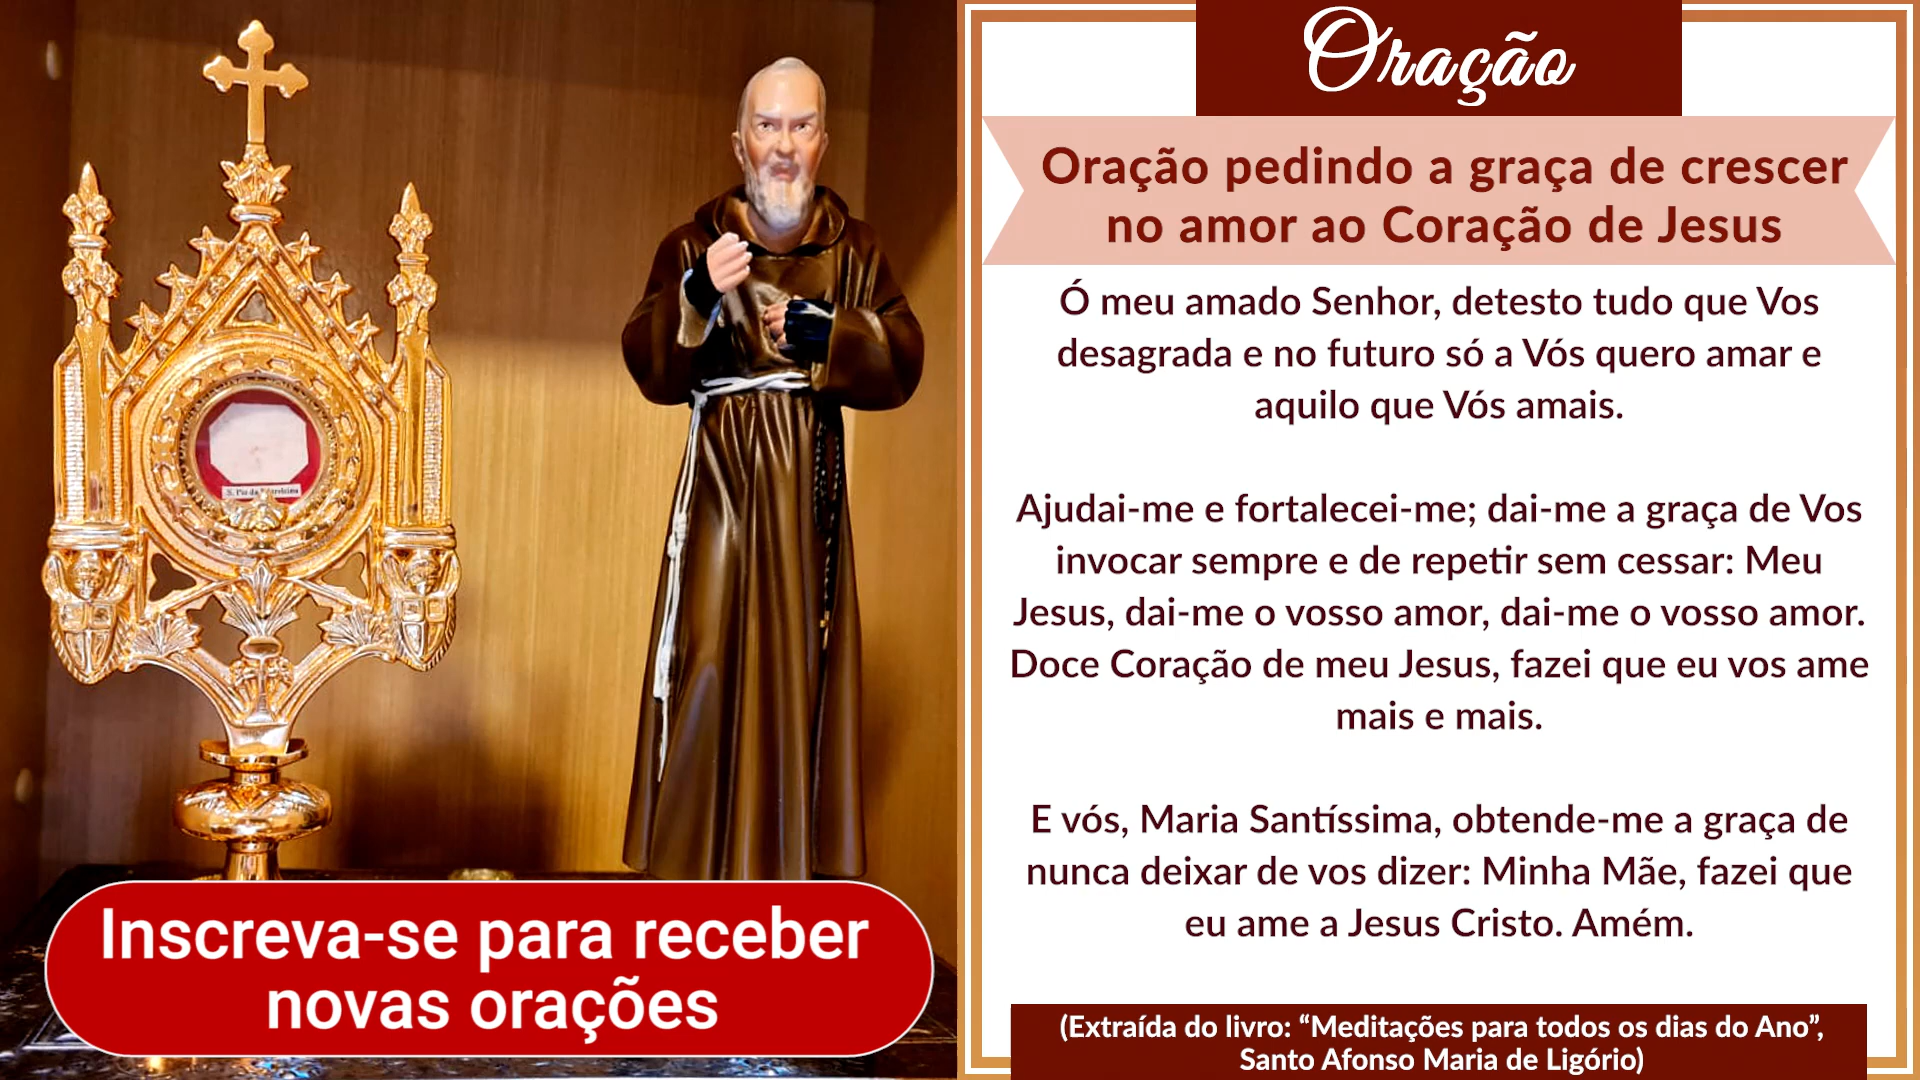 S. Pio da
Inscreva-se para receber
novas orações
Oração
Oração pedindo a graça de crescer
no amor ao Coração de Jesus
Ó meu amado Senhor, detesto tudo que Vos
desagrada e no futuro só a Vós quero amar e
aquilo que Vós amais.
Ajudai-me e fortalecei-me; dai-me a graça de Vos
invocar sempre e de repetir sem cessar: Meu
Jesus, dai-me o vosso amor, dai-me o vosso amor.
Doce Coração de meu Jesus, fazei que eu vos ame
mais e mais.
E vós, Maria Santíssima, obtende-me a graça de
nunca deixar de vos dizer: Minha Mãe, fazei que
eu ame a Jesus Cristo. Amém.
(Extraída do livro: “Meditações para todos os dias do Ano”,
Santo Afonso Maria de Ligório)